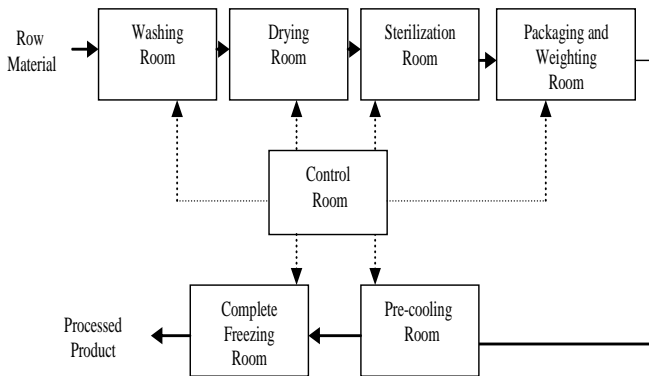 Row
Material
Washing
Room
Drying
Room
Sterilization
Room
Packaging and
Weighting
Room
Control
Room
Processed
Product
Complete
Freezing
Room
Pre-cooling
Room